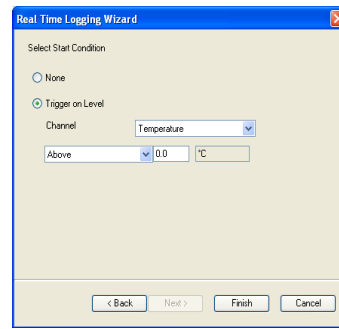 Real Time Logging Wizard
Select Start Condition
None
Trigger on Level
Channel Temperature
Above 0.0 °C
< Back Next > Finish Cancel